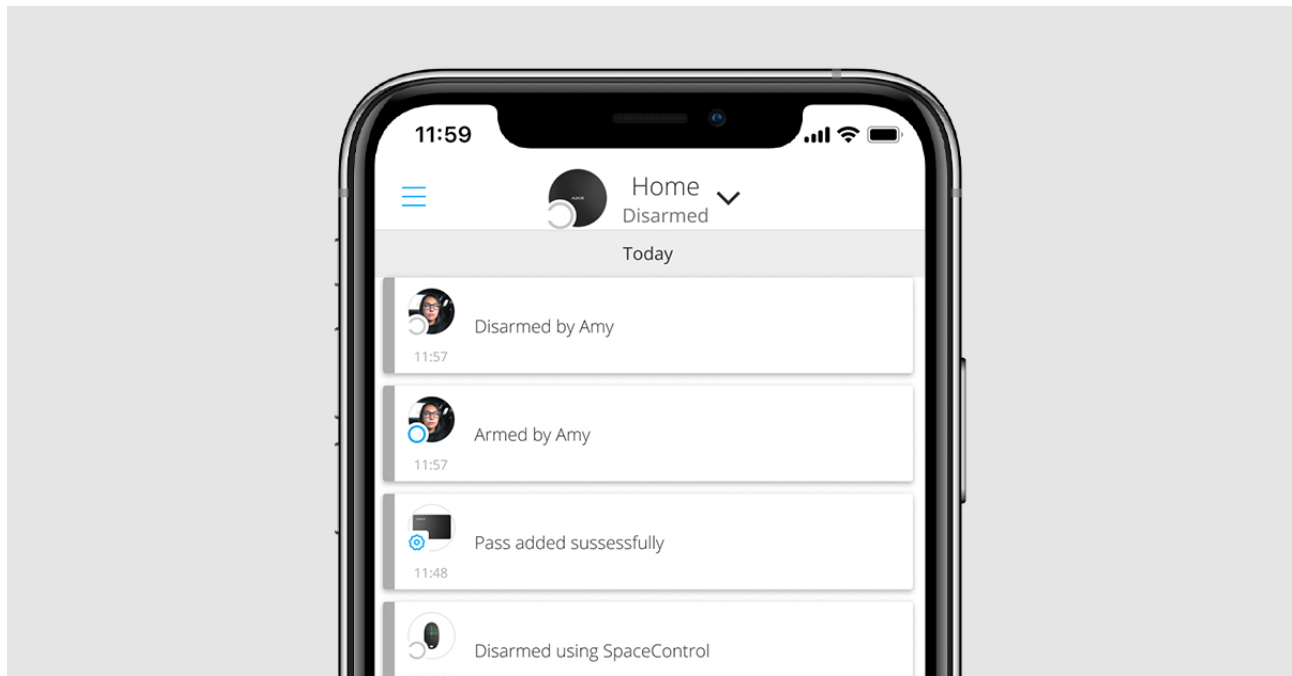 11:59
Home
Disarmed
Today
Disarmed by Amy
11:57
Armed by Amy
11:57
Pass added sussessfully
11:48
Disarmed using SpaceControl